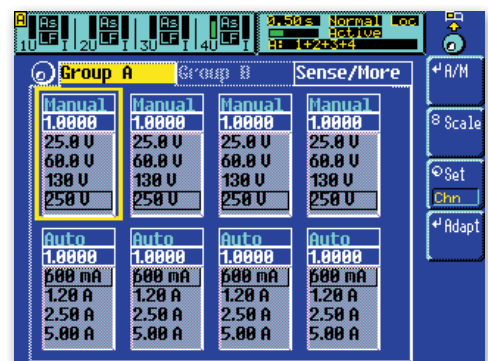 A As LF As LF As LF As LF 0.50s Normal Loc
Active
1U I 2U I 3U I 4U I A: 1+2+3+4
Group A Group B Sense/More
Manual Manual Manual Manual
1.0000 1.0000 1.0000 1.0000
25.0 V 25.0 V 25.0 V 25.0 V
60.0 V 60.0 V 60.0 V 60.0 V
130 V 130 V 130 V 130 V
250 V 250 V 250 V 250 V
Auto Auto Auto Auto
1.0000 1.0000 1.0000 1.0000
600 mA 600 mA 600 mA 600 mA
1.20 A 1.20 A 1.20 A 1.20 A
2.50 A 2.50 A 2.50 A 2.50 A
5.00 A 5.00 A 5.00 A 5.00 A
A/M
8 Scale
Set
Chn
Adapt